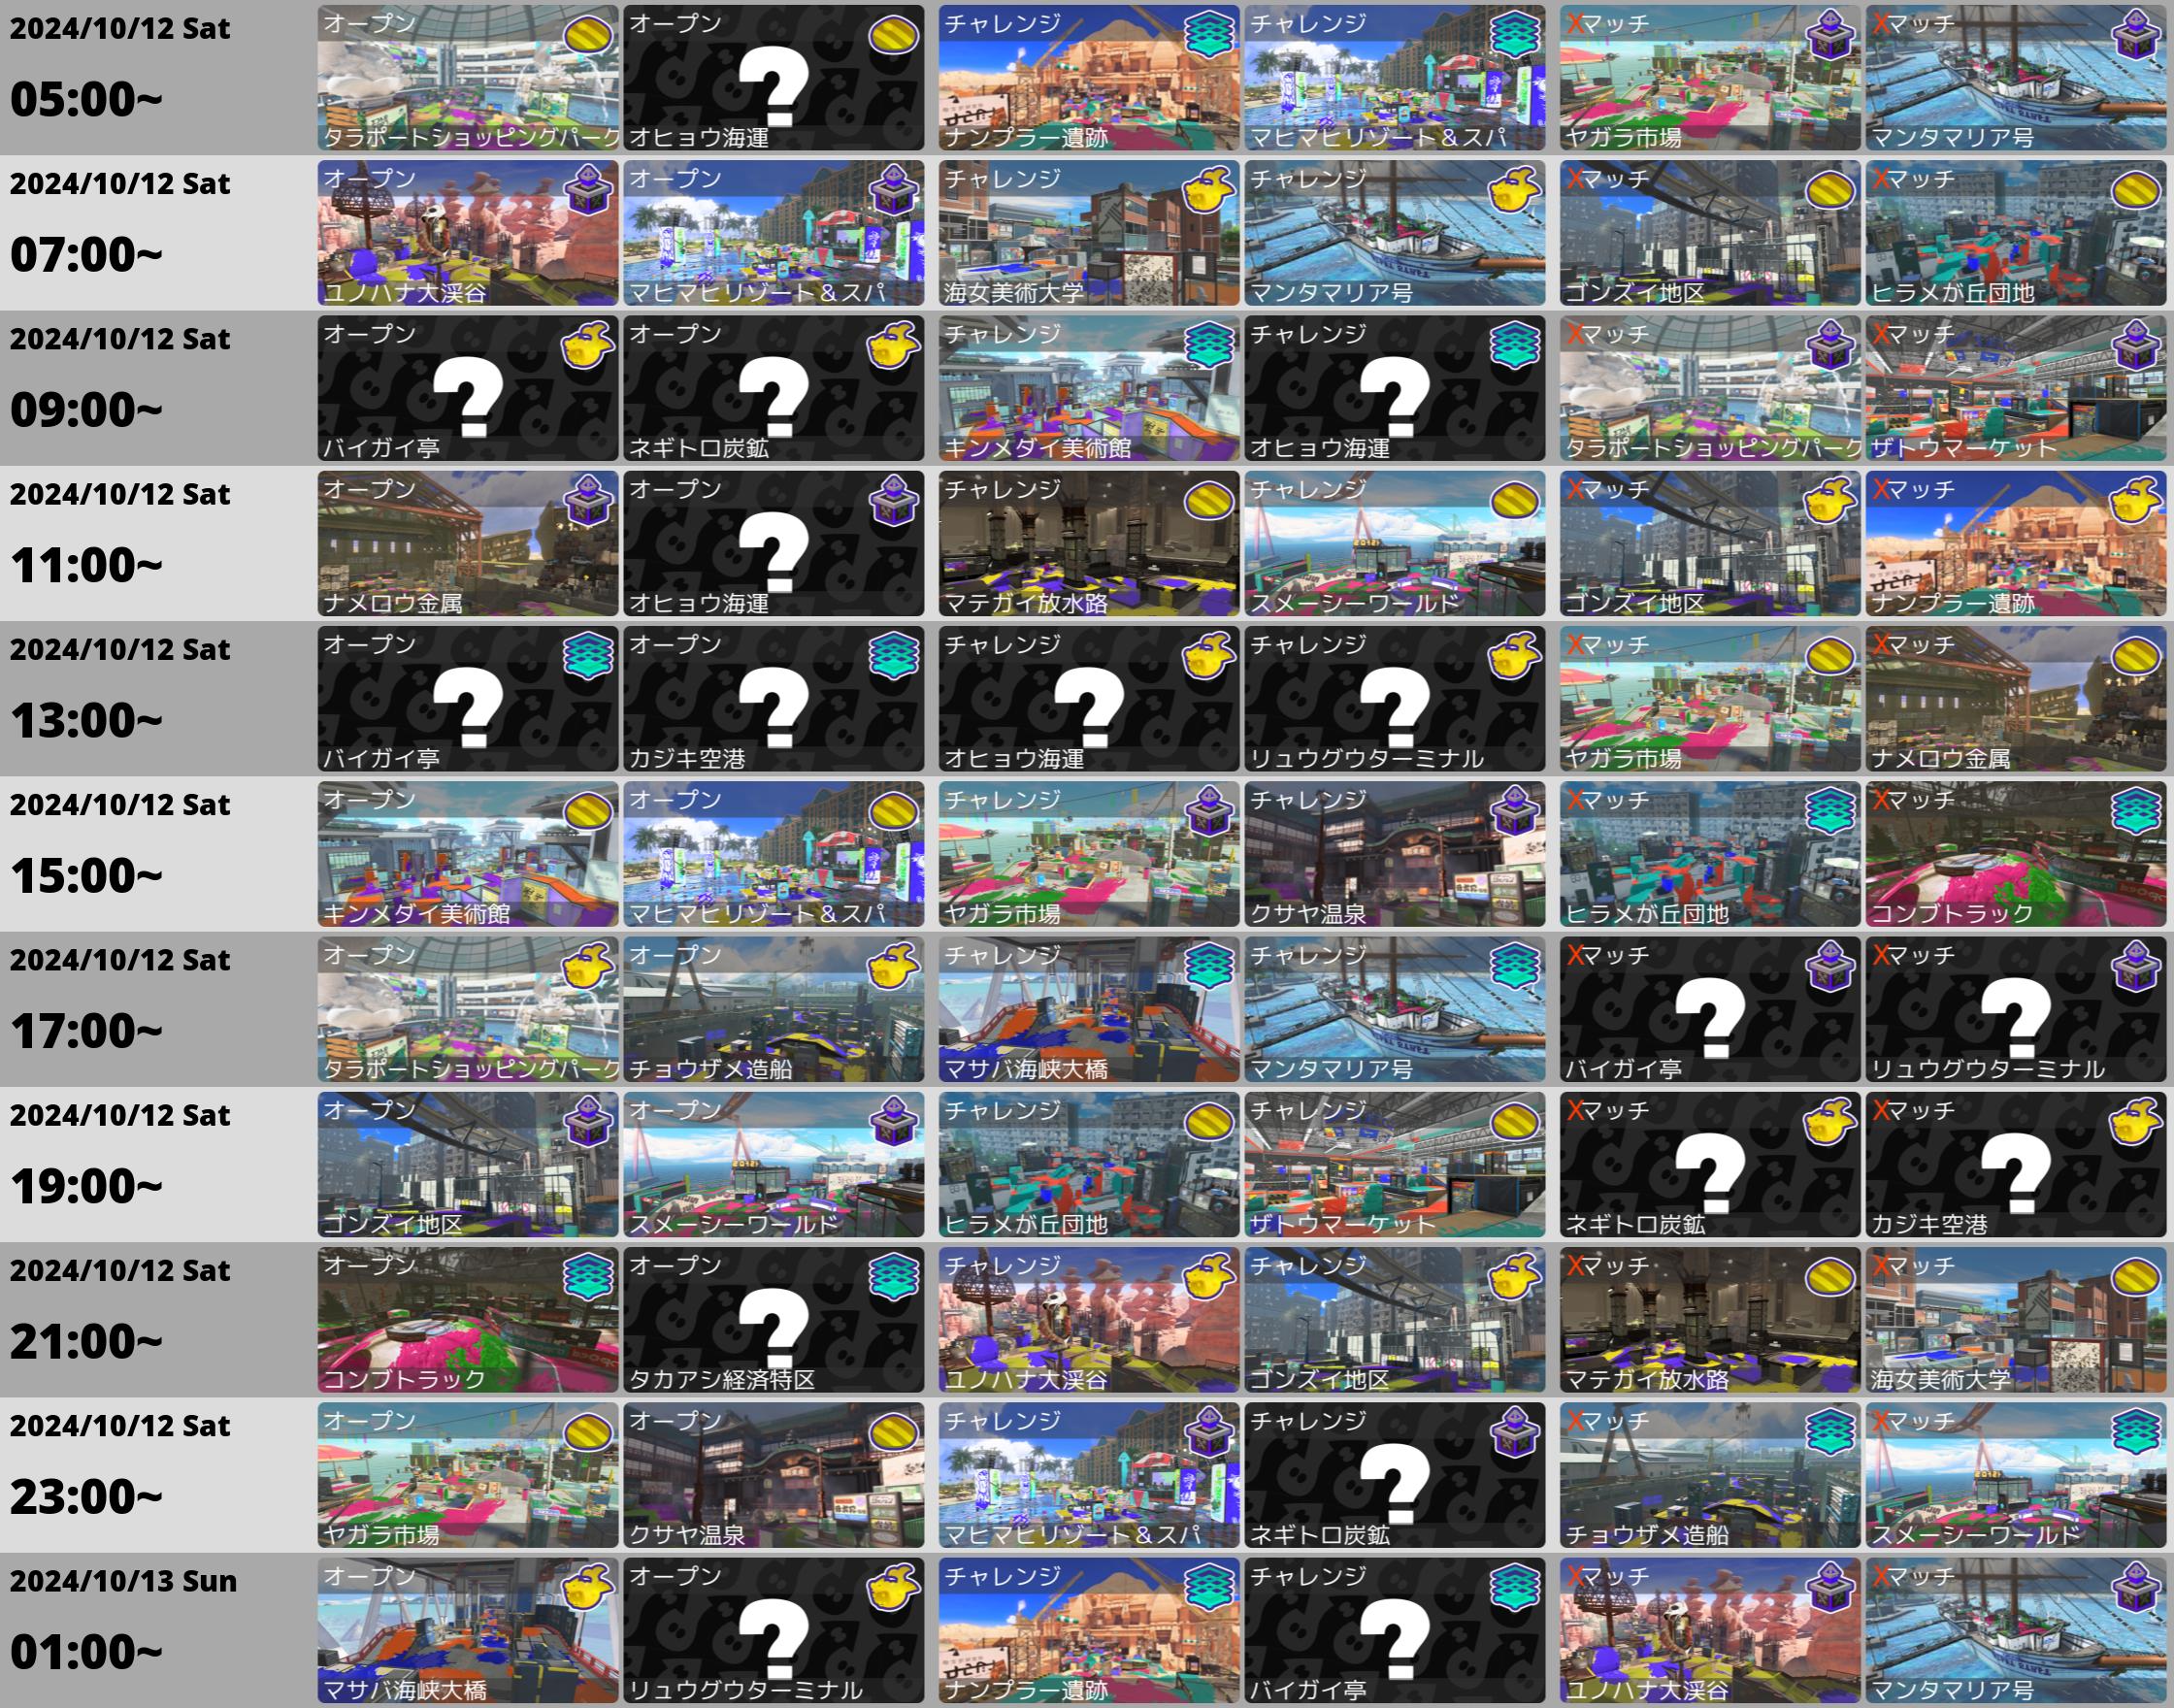 2024/10/12 Sat
05:00~
オープン
タラポートショッピングパーク
オープン
オヒョウ海運
チャレンジ
ナンプラー遺跡
チャレンジ
マヒマヒリゾート＆スパ
Xマッチ
ヤガラ市場
Xマッチ
マンタマリア号
2024/10/12 Sat
07:00~
オープン
ユノハナ大渓谷
オープン
マヒマヒリゾート＆スパ
チャレンジ
海女美術大学
チャレンジ
マンタマリア号
Xマッチ
ゴンズイ地区
Xマッチ
ヒラメが丘団地
2024/10/12 Sat
09:00~
オープン
?
バイガイ亭
オープン
?
ネギトロ炭鉱
チャレンジ
キンメダイ美術館
チャレンジ
?
オヒョウ海運
Xマッチ
タラポートショッピングパーク
Xマッチ
ザトウマーケット
2024/10/12 Sat
11:00~
オープン
ナメロウ金属
オープン
?
オヒョウ海運
チャレンジ
マテガイ放水路
チャレンジ
スメーシーワールド
Xマッチ
ゴンズイ地区
Xマッチ
ナンプラー遺跡
2024/10/12 Sat
13:00~
オープン
?
バイガイ亭
オープン
?
カジキ空港
チャレンジ
?
オヒョウ海運
チャレンジ
?
リュウグウターミナル
Xマッチ
ヤガラ市場
Xマッチ
ナメロウ金属
2024/10/12 Sat
15:00~
オープン
キンメダイ美術館
オープン
マヒマヒリゾート＆スパ
チャレンジ
ヤガラ市場
チャレンジ
クサヤ温泉
Xマッチ
ヒラメが丘団地
Xマッチ
コンブトラック
2024/10/12 Sat
17:00~
オープン
タラポートショッピングパーク
オープン
チョウザメ造船
チャレンジ
マサバ海峡大橋
チャレンジ
マンタマリア号
Xマッチ
?
バイガイ亭
Xマッチ
?
リュウグウターミナル
2024/10/12 Sat
19:00~
オープン
ゴンズイ地区
オープン
スメーシーワールド
チャレンジ
ヒラメが丘団地
チャレンジ
ザトウマーケット
Xマッチ
?
ネギトロ炭鉱
Xマッチ
?
カジキ空港
2024/10/12 Sat
21:00~
オープン
コンブトラック
オープン
?
タカアシ経済特区
チャレンジ
ユノハナ大渓谷
チャレンジ
ゴンズイ地区
Xマッチ
マテガイ放水路
Xマッチ
海女美術大学
2024/10/12 Sat
23:00~
オープン
ヤガラ市場
オープン
クサヤ温泉
チャレンジ
マヒマヒリゾート＆スパ
チャレンジ
?
ネギトロ炭鉱
Xマッチ
チョウザメ造船
Xマッチ
スメーシーワールド
2024/10/13 Sun
01:00~
オープン
マサバ海峡大橋
オープン
?
リュウグウターミナル
チャレンジ
ナンプラー遺跡
チャレンジ
?
バイガイ亭
Xマッチ
ユノハナ大渓谷
Xマッチ
マンタマリア号